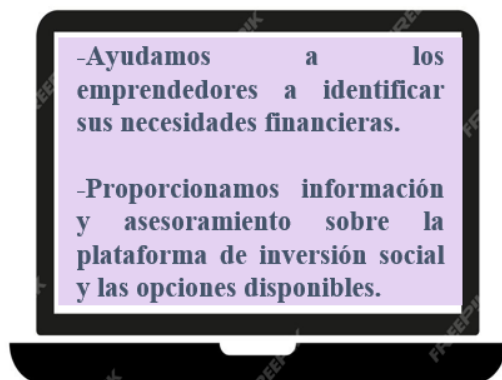 -Ayudamos a los
emprendedores a identificar
sus necesidades financieras.
-Proporcionamos información
y asesoramiento sobre la
plataforma de inversión social
y las opciones disponibles.
FREEPIK